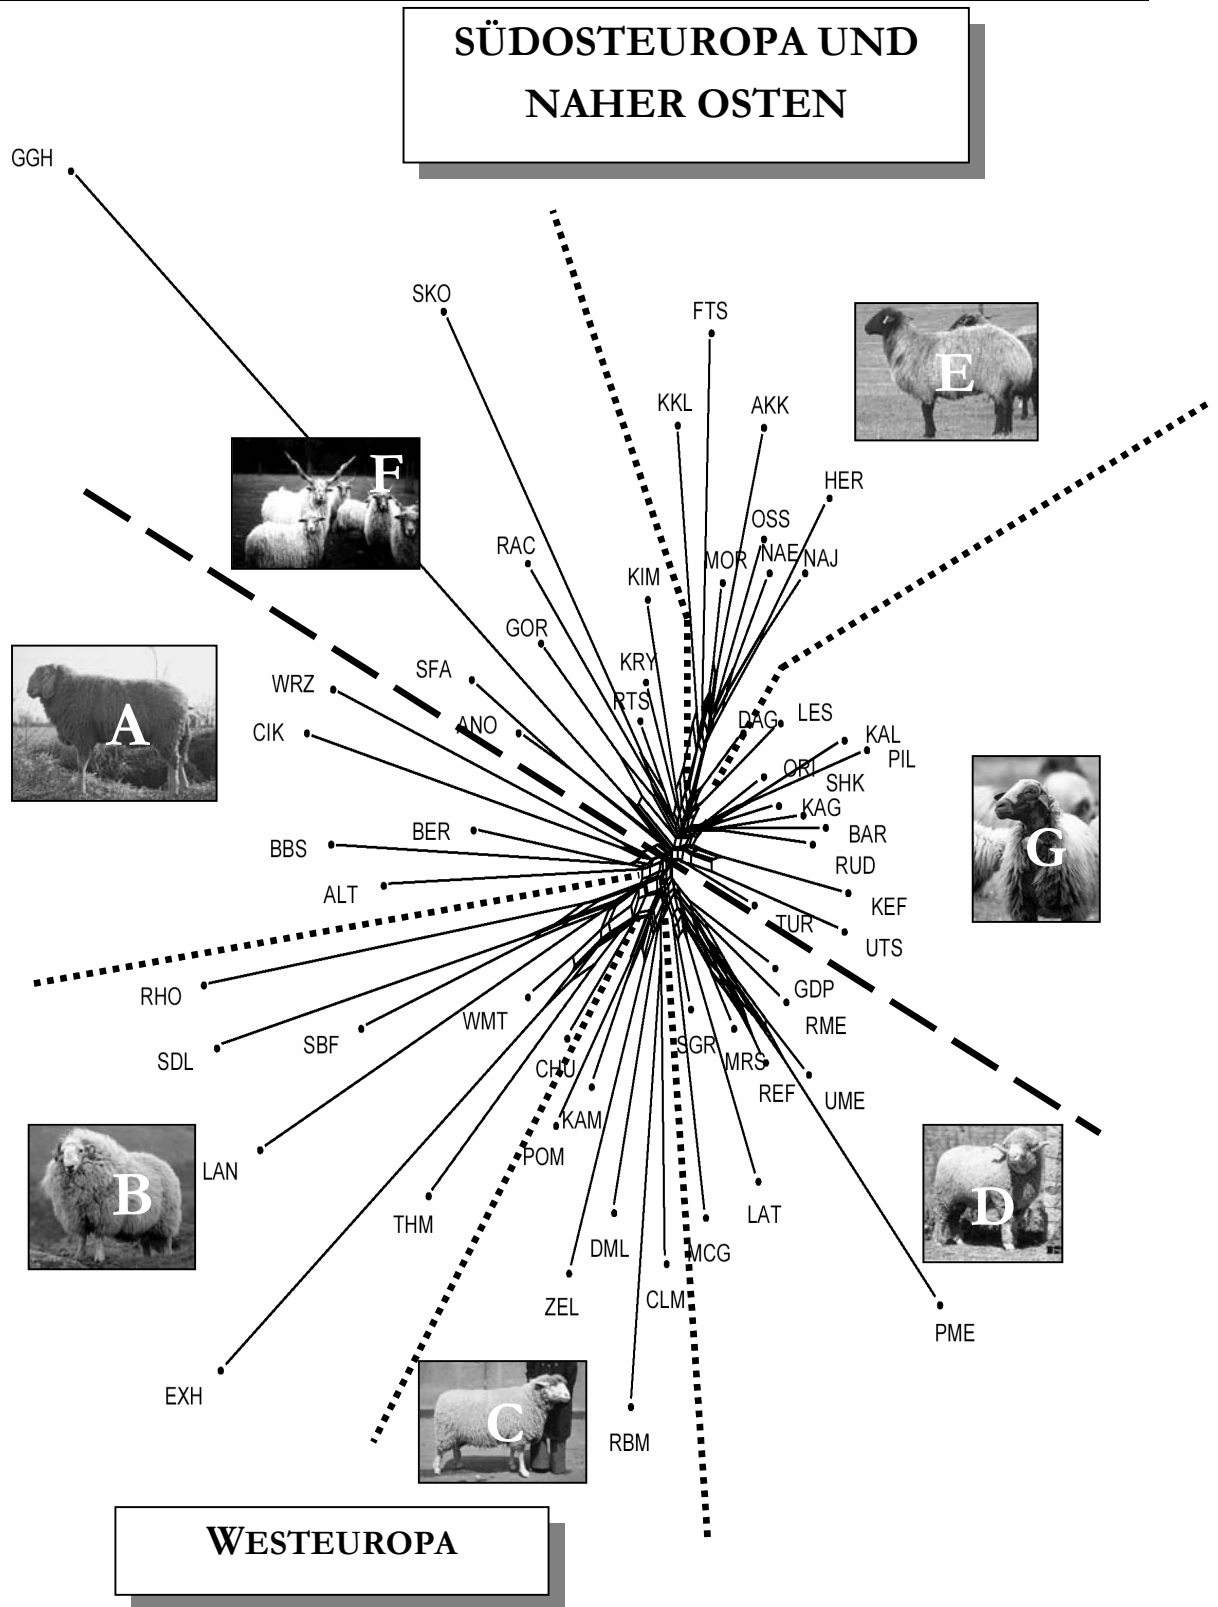 SÜDOSTEUROPA UND
NAHER OSTEN
GGH
SKO
FTS
E
KKL
AKK
F
HER
OSS
RAC
MOR
NAE
NAJ
KIM
GOR
KRY
SFA
WRZ
RTS
A
CIK
ANO
DAG
LES
KAL
PIL
ORI
SHK
KAG
BER
BAR
BBS
G
RUD
ALT
KEF
TUR
UTS
RHO
GDP
WMT
RME
SBF
SGR
SDL
CHU
MRS
REF
UME
KAM
POM
LAN
B
D
THM
LAT
DML
MCG
ZEL
CLM
PME
EXH
C
RBM
WESTEUROPA